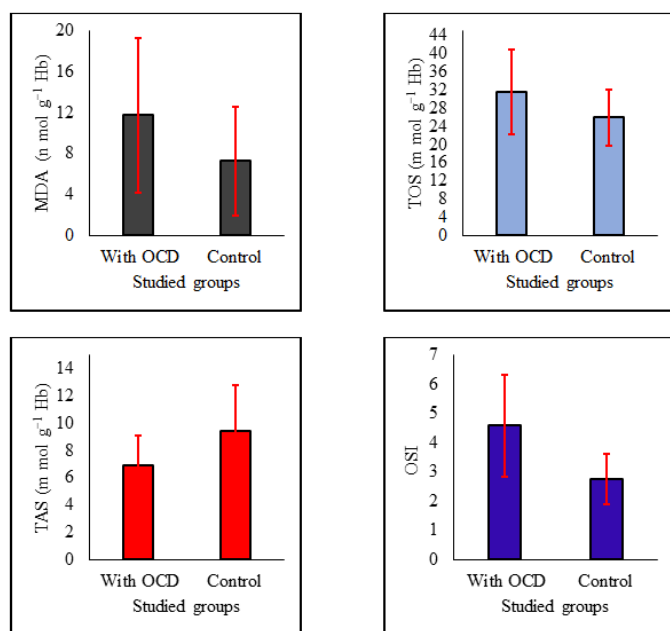 MDA (n mol g⁻¹ Hb)
20
16
12
8
4
0
With OCD Control
Studied groups
TOS (m mol g⁻¹ Hb)
44
40
36
32
28
24
20
16
12
8
4
0
With OCD Control
Studied groups
TAS (m mol g⁻¹ Hb)
14
12
10
8
6
4
2
0
With OCD Control
Studied groups
OSI
7
6
5
4
3
2
1
0
With OCD Control
Studied groups